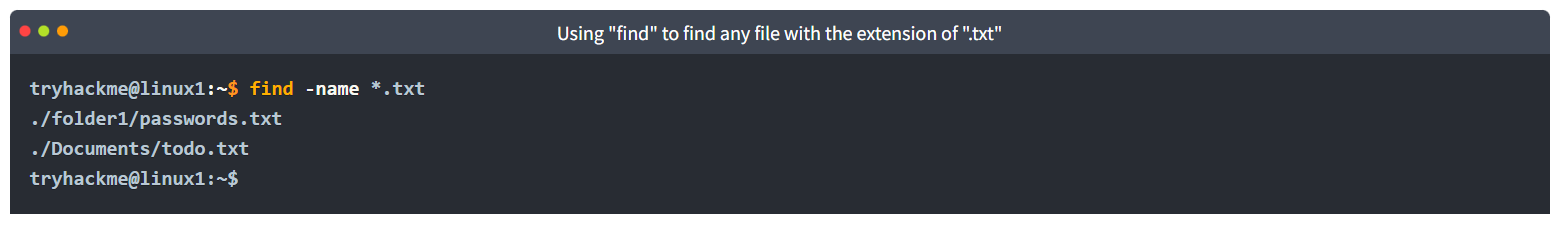 Using "find" to find any file with the extension of ".txt"
tryhackme@linux1:~$ find -name *.txt
./folder1/passwords.txt
./Documents/todo.txt
tryhackme@linux1:~$